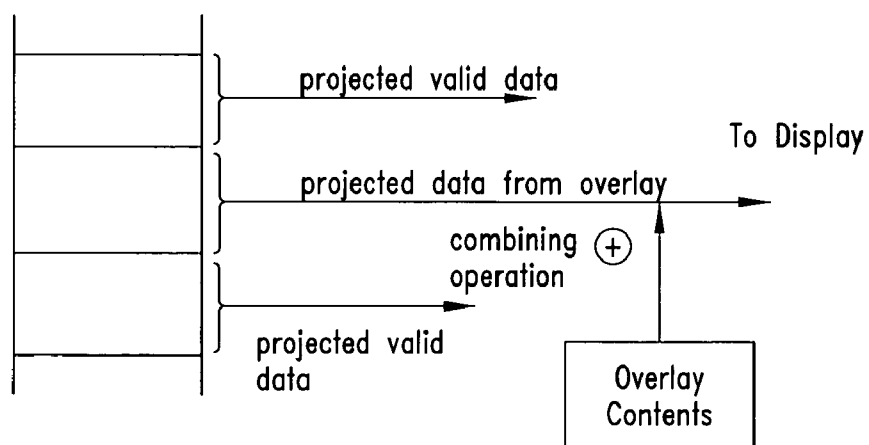 projected valid data
To Display
projected data from overlay
combining
operation
projected valid
data
Overlay
Contents